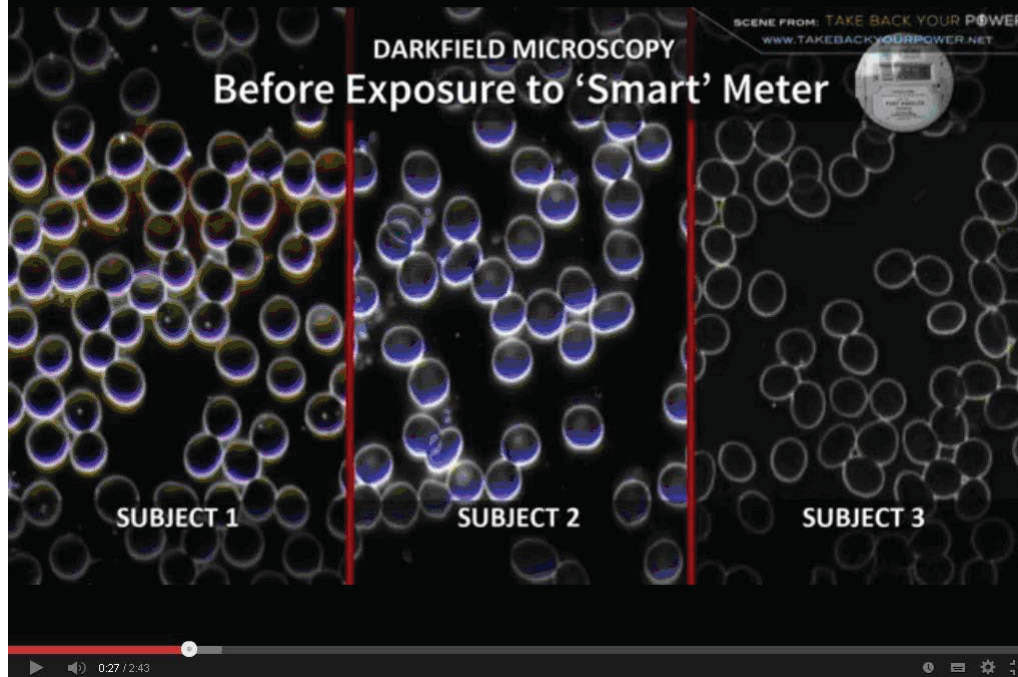 SCENE FROM: TAKE BACK YOUR POWER
WWW.TAKEBACKYOURPOWER.NET
DARKFIELD MICROSCOPY
Before Exposure to ‘Smart’ Meter
SUBJECT 1
SUBJECT 2
SUBJECT 3
0:27 / 2:43